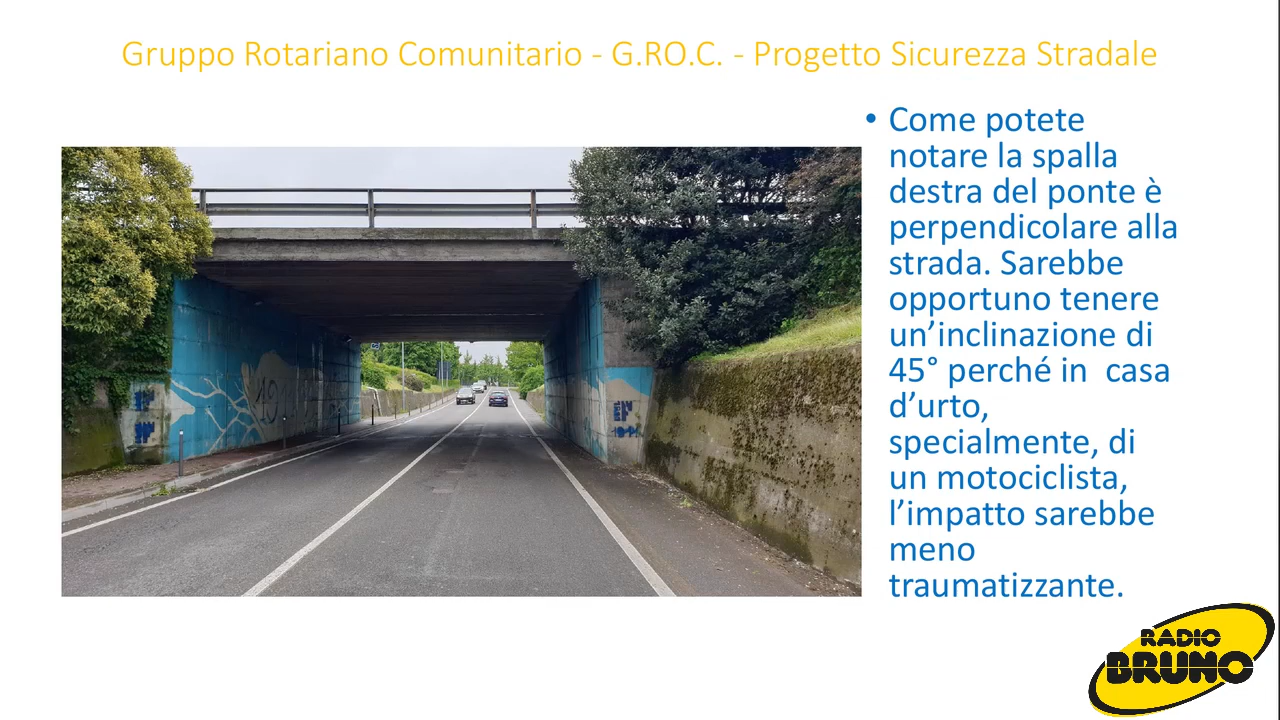 Gruppo Rotariano Comunitario - G.RO.C. - Progetto Sicurezza Stradale
• Come potete
notare la spalla
destra del ponte è
perpendicolare alla
strada. Sarebbe
opportuno tenere
un’inclinazione di
45° perché in  casa
d’urto,
specialmente, di
un motociclista,
l’impatto sarebbe
meno
traumatizzante.
RADIO
BRUNO